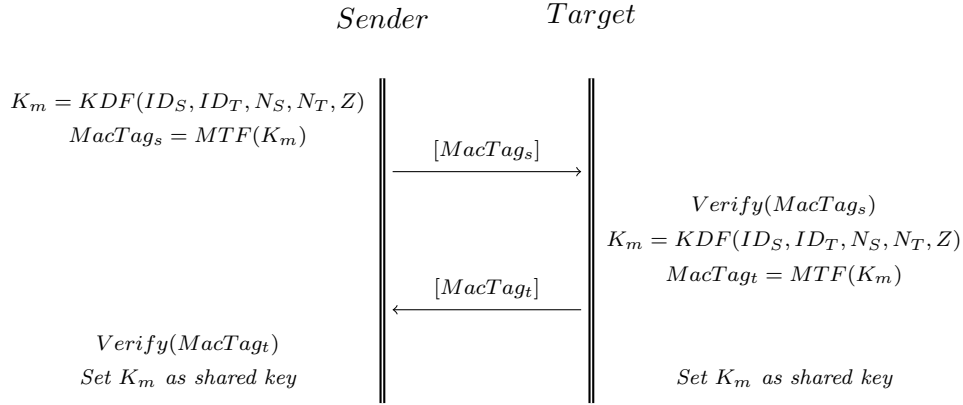 Sender Target
K_m = KDF(ID_S, ID_T, N_S, N_T, Z)
MacTag_s = MTF(K_m)
[MacTag_s]
Verify(MacTag_s)
K_m = KDF(ID_S, ID_T, N_S, N_T, Z)
MacTag_t = MTF(K_m)
[MacTag_t]
Verify(MacTag_t)
Set K_m as shared key Set K_m as shared key